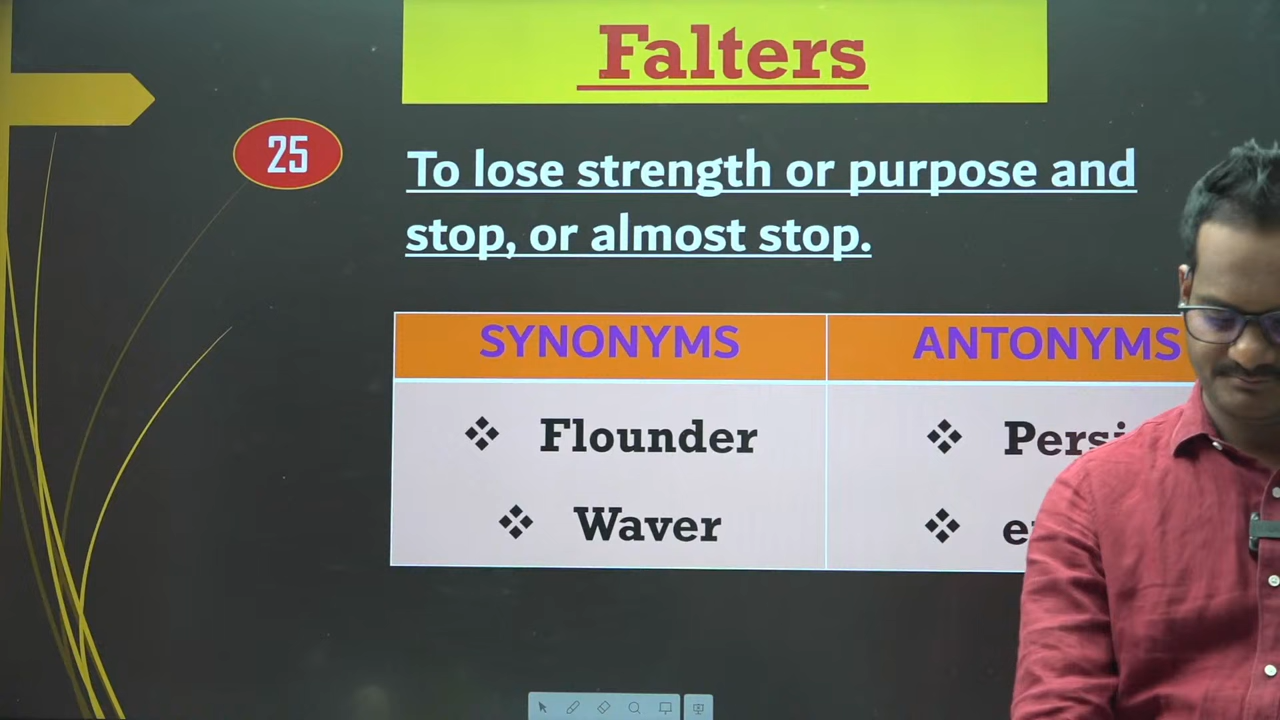 Falters
25
To lose strength or purpose and
stop, or almost stop.
SYNONYMS
ANTONYMS
Flounder
Waver